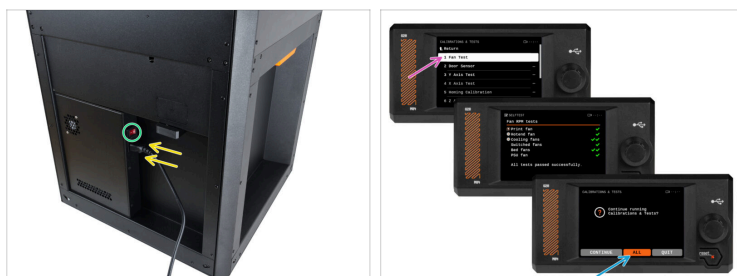 CALIBRATIONS & TESTS
Return
1 Fan Test
2 Door Sensor
3 Y Axis Test
4 X Axis Test
5 Homing Calibration
6 Z
SELFTEST
Fan RPM tests
Print fan
Hotend fan
Cooling fans
Switched fans
Bed fans
PSU fan
All tests passed successfully.
CALIBRATIONS & TESTS
Continue running
Calibrations & Tests?
CONTINUE
ALL
QUIT
RESET